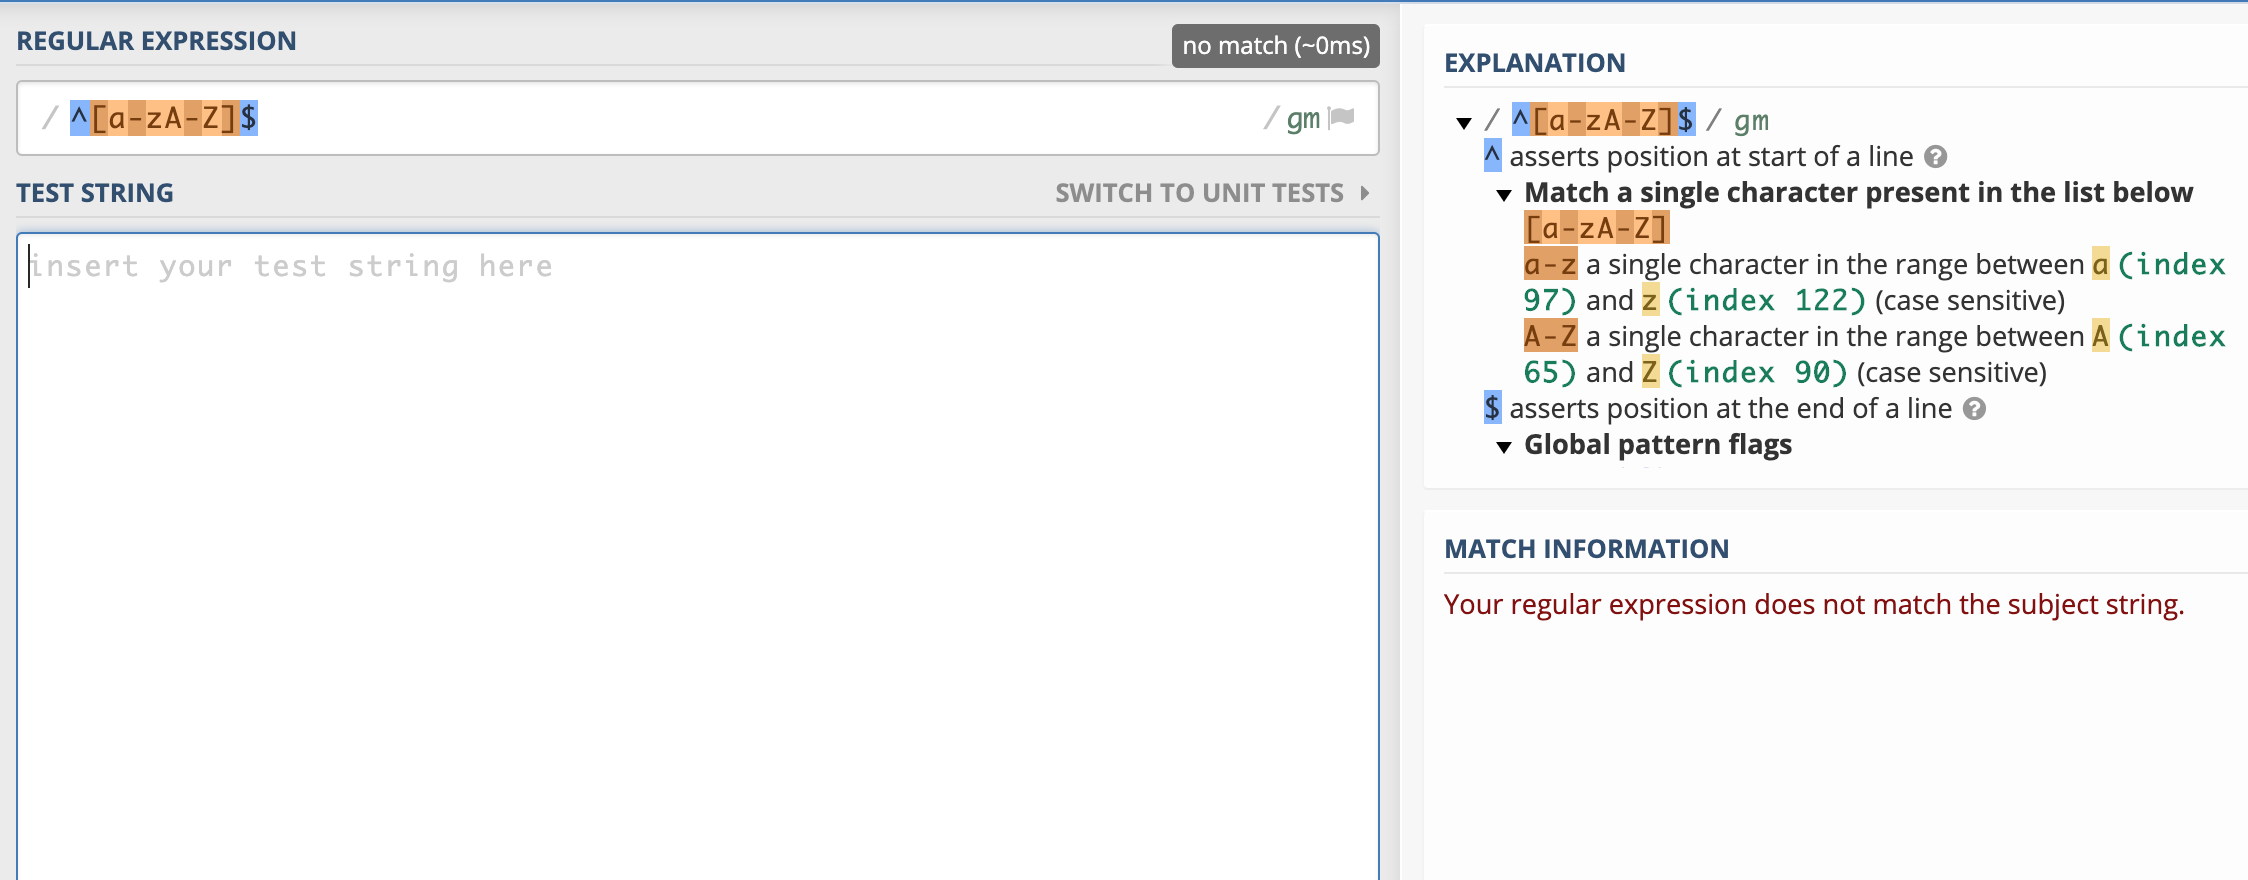 REGULAR EXPRESSION
no match (~0ms)
/ ^[a-zA-Z]$ / gm
TEST STRING
SWITCH TO UNIT TESTS
insert your test string here
EXPLANATION
/ ^[a-zA-Z]$ / gm
^ asserts position at start of a line ?
Match a single character present in the list below
[a-zA-Z]
a-z a single character in the range between a (index
97) and z (index 122) (case sensitive)
A-Z a single character in the range between A (index
65) and Z (index 90) (case sensitive)
$ asserts position at the end of a line ?
Global pattern flags
MATCH INFORMATION
Your regular expression does not match the subject string.